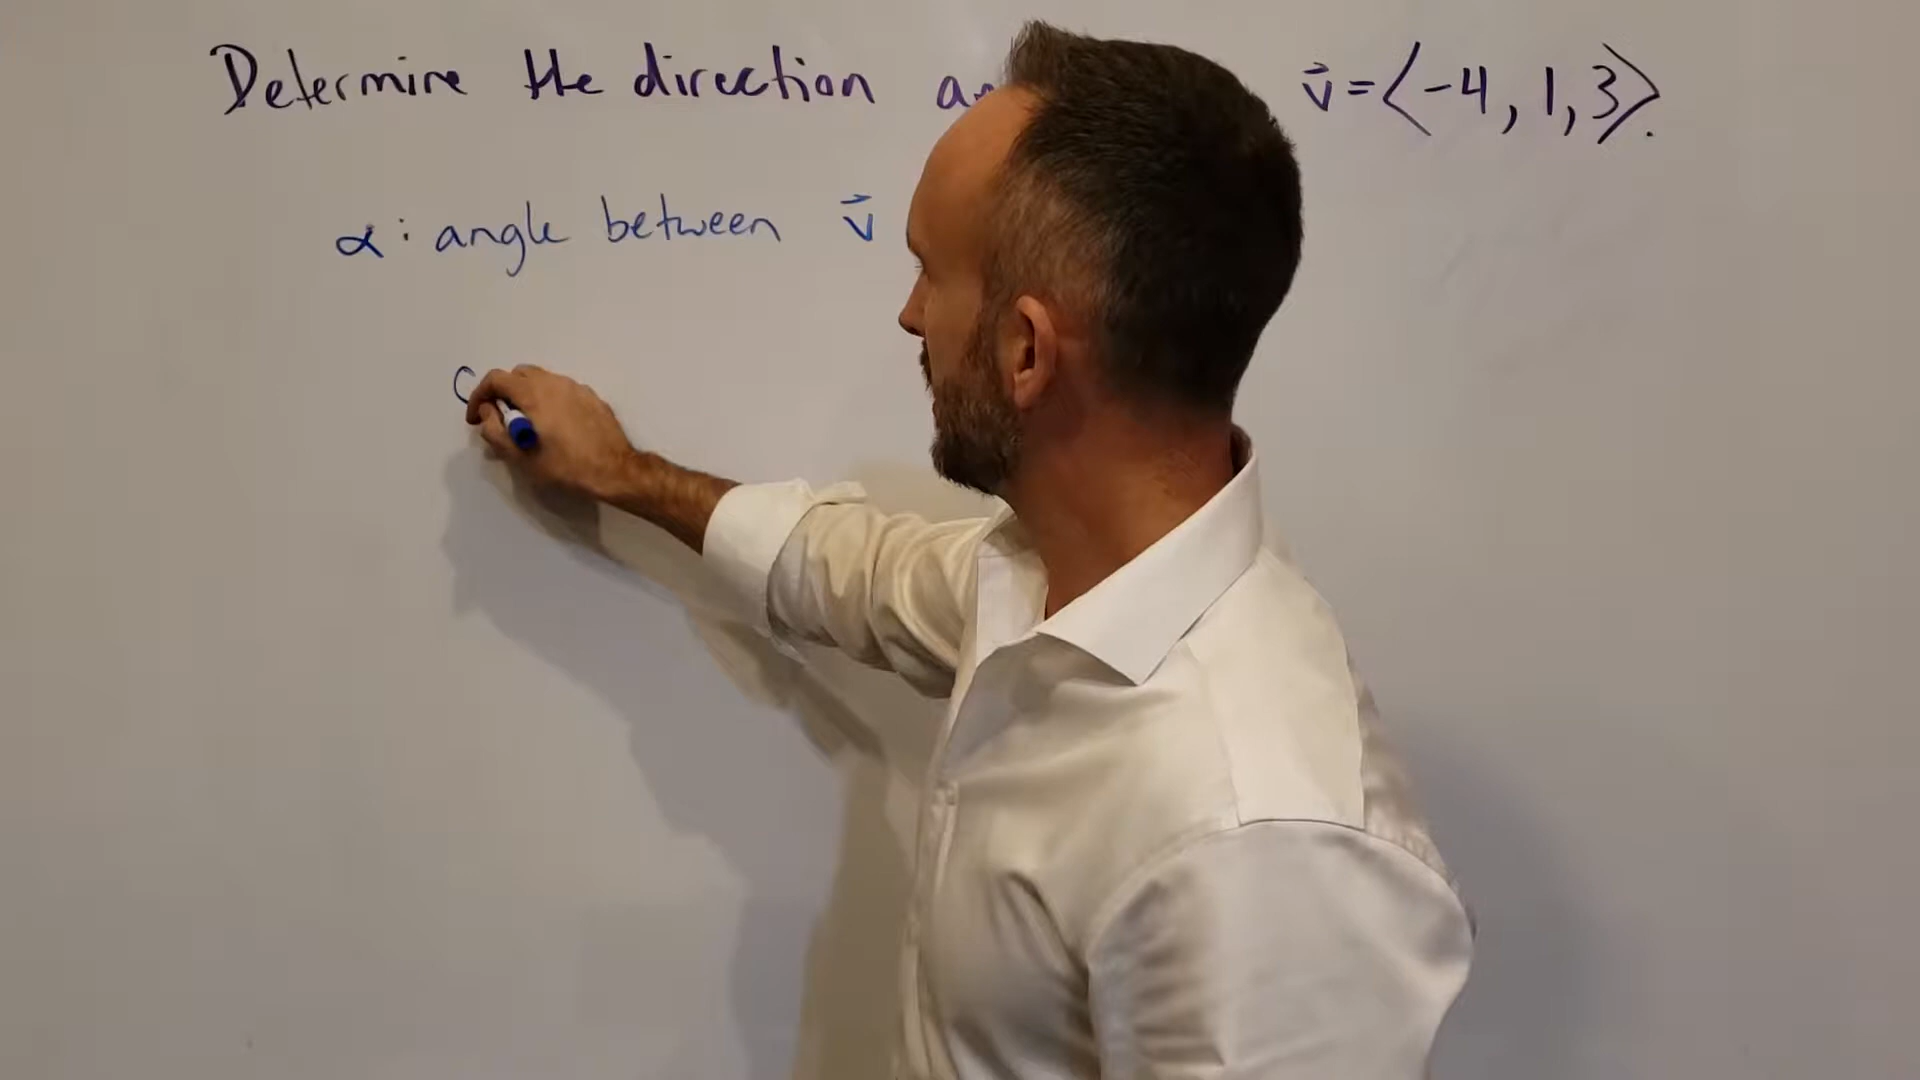 Determine the direction v⃗=⟨-4, 1, 3⟩.
α: angle between v⃗